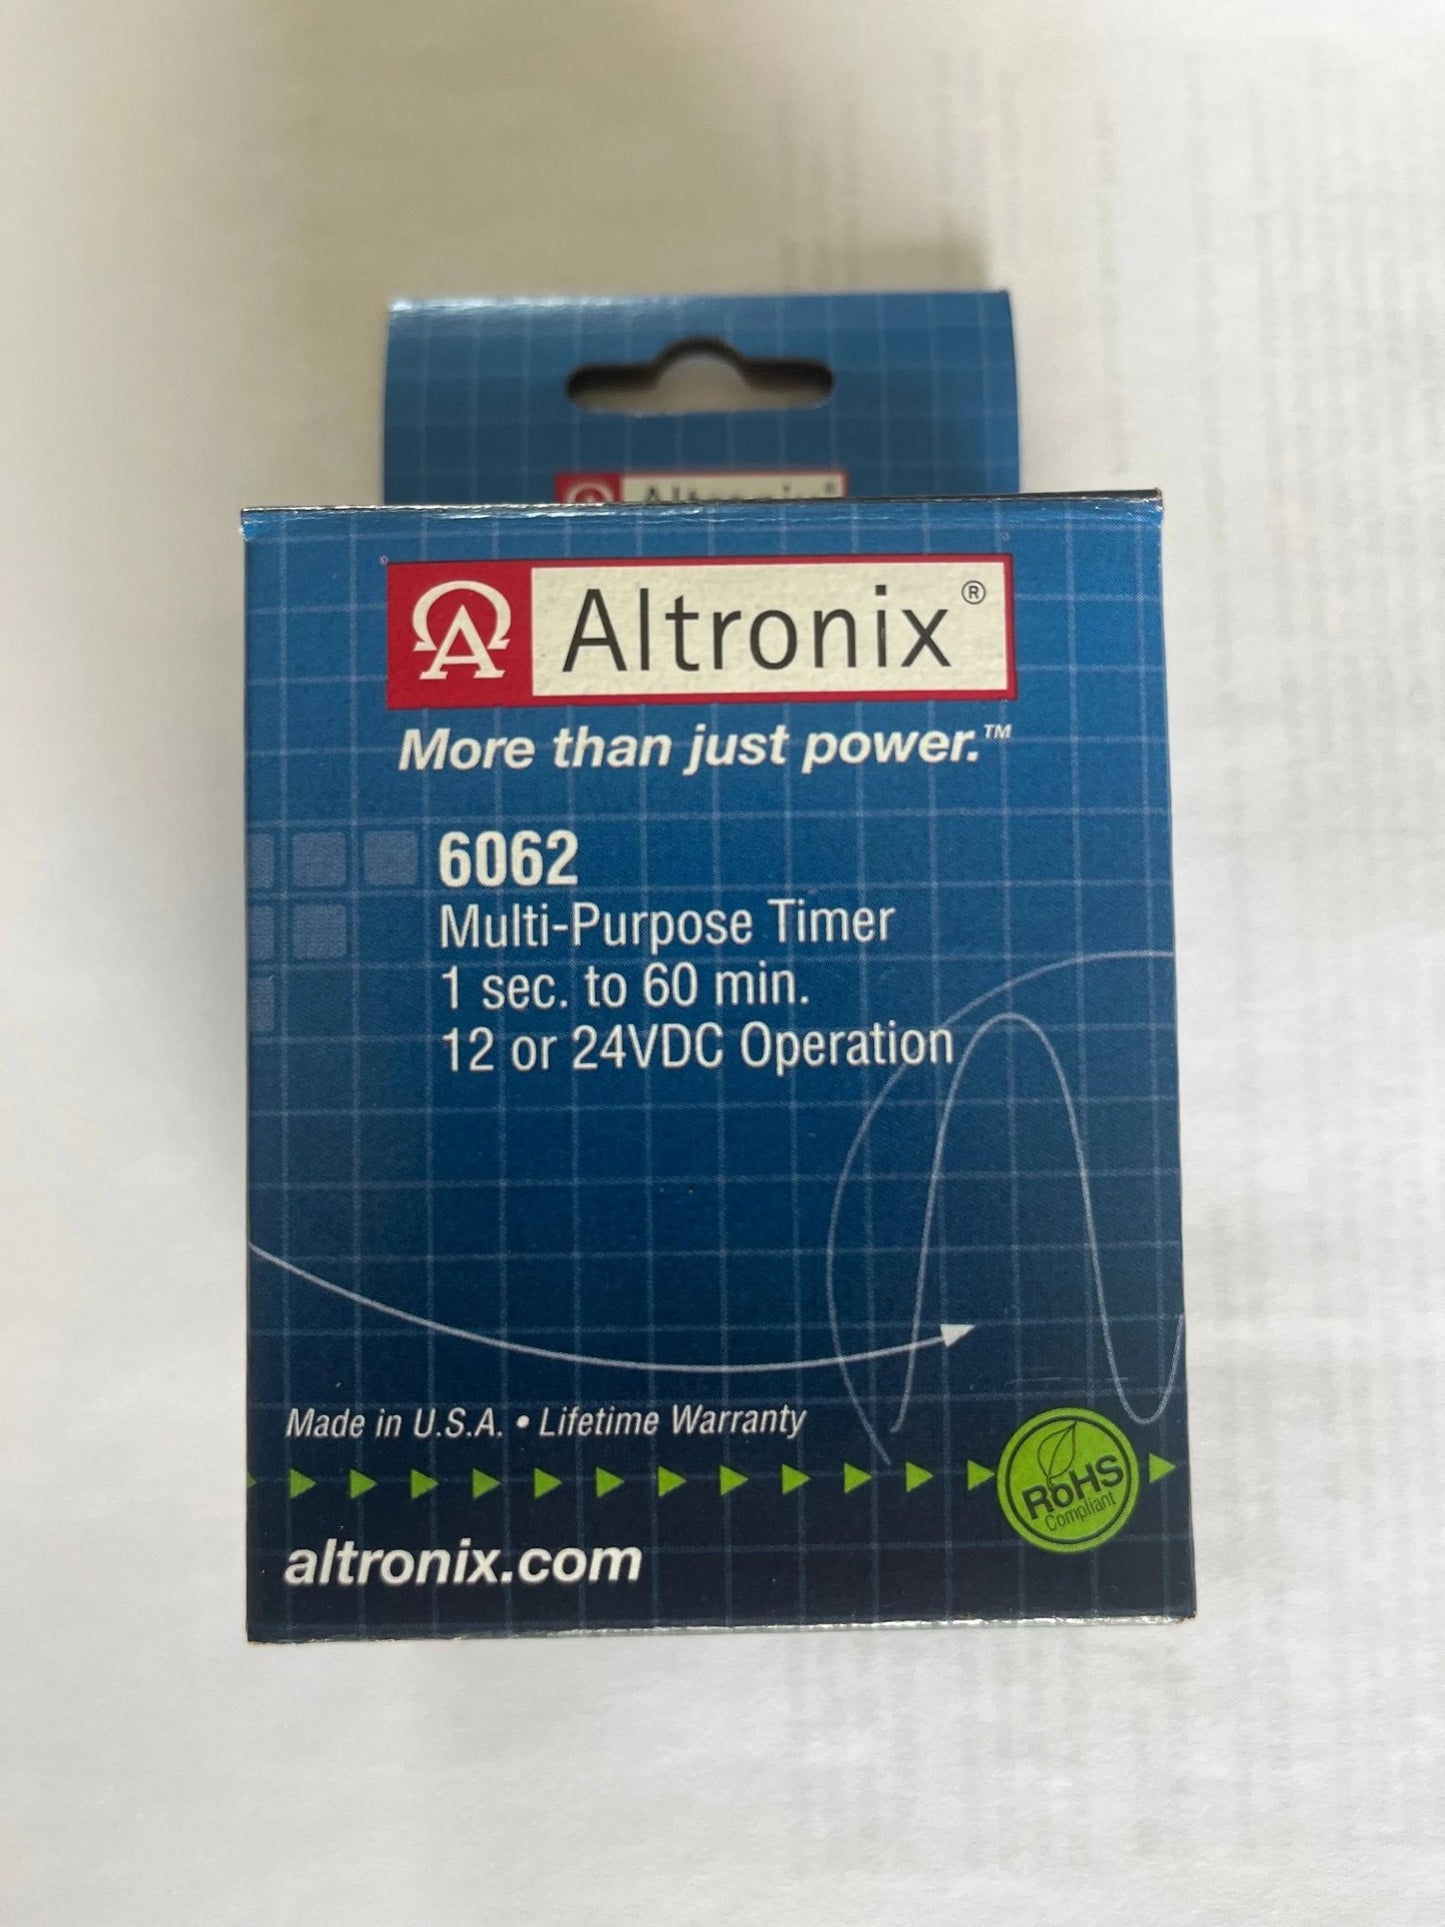 Altronix®
Altronix®
More than just power.™
6062
Multi-Purpose Timer
1 sec. to 60 min.
12 or 24VDC Operation
Made in U.S.A. • Lifetime Warranty
RoHS
Compliant
altronix.com